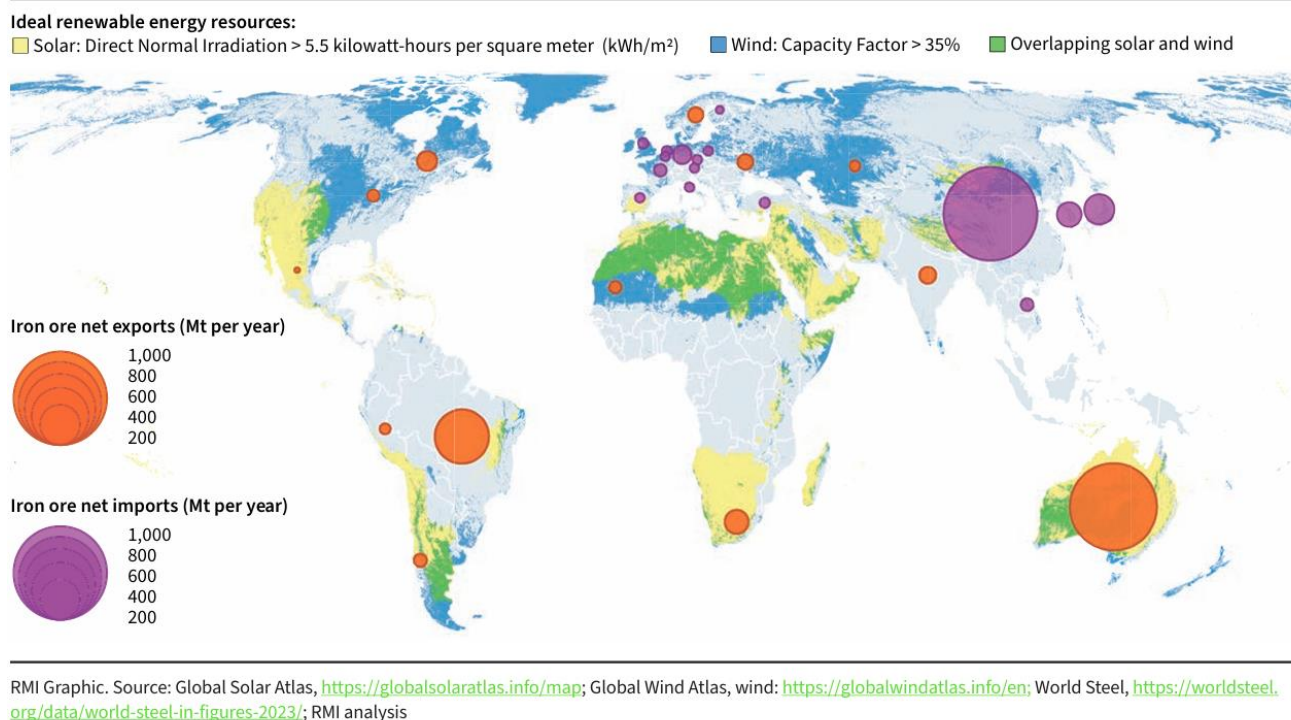 Ideal renewable energy resources:
Solar: Direct Normal Irradiation > 5.5 kilowatt-hours per square meter (kWh/m²) Wind: Capacity Factor > 35% Overlapping solar and wind
Iron ore net exports (Mt per year)
1,000
800
600
400
200
Iron ore net imports (Mt per year)
1,000
800
600
400
200
RMI Graphic. Source: Global Solar Atlas, https://globalsolaratlas.info/map; Global Wind Atlas, wind: https://globalwindatlas.info/en; World Steel, https://worldsteel.
org/data/world-steel-in-figures-2023/; RMI analysis